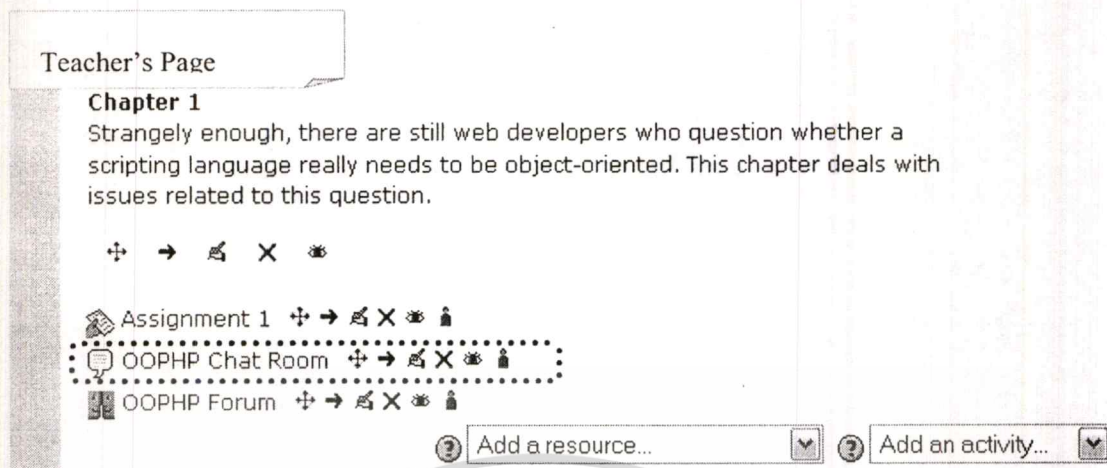 Teacher's Page
Chapter 1
Strangely enough, there are still web developers who question whether a
scripting language really needs to be object-oriented. This chapter deals with
issues related to this question.
Assignment 1
OOPHP Chat Room
OOPHP Forum
? Add a resource... ? Add an activity...